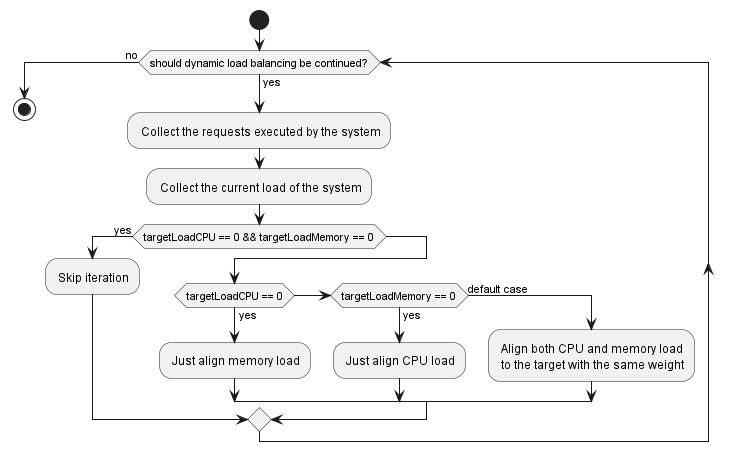 no
should dynamic load balancing be continued?
yes
Collect the requests executed by the system
Collect the current load of the system
yes
targetLoadCPU == 0 && targetLoadMemory == 0
Skip iteration
targetLoadCPU == 0
targetLoadMemory == 0
default case
yes
yes
Just align memory load
Just align CPU load
Align both CPU and memory load
to the target with the same weight